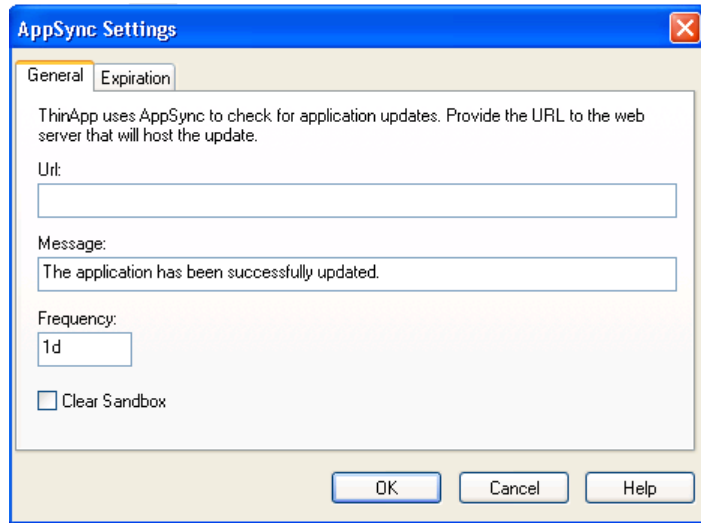 AppSync Settings
General Expiration
ThinApp uses AppSync to check for application updates. Provide the URL to the web
server that will host the update.
Url:
Message:
The application has been successfully updated.
Frequency:
1d
Clear Sandbox
OK Cancel Help